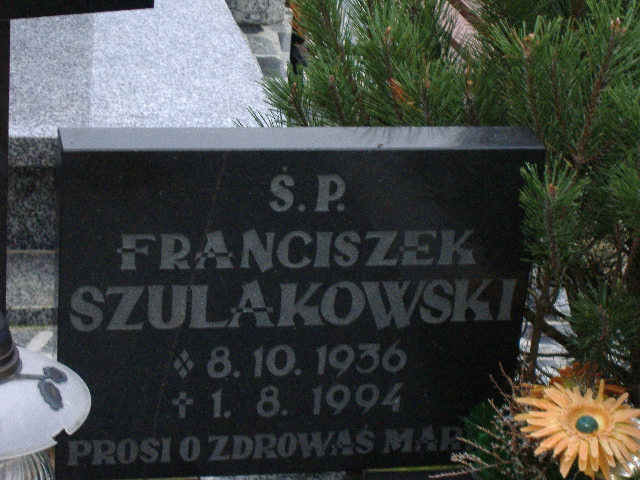 Ś. P.
FRANCISZEK
SZULAKOWSKI
8. 10. 1936
1. 8. 1994
PROSI O ZDROWAŚ